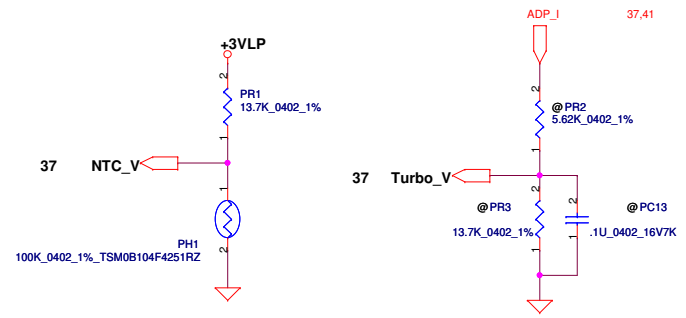 ADP_I 37,41
+3VLP
2
PR1
13.7K_0402_1%
1
37 NTC_V
1
PH1
2
100K_0402_1%_TSM0B104F4251RZ
2
@PR2
5.62K_0402_1%
1
37 Turbo_V
2
@PR3
13.7K_0402_1%
1
2
@PC13
.1U_0402_16V7K
1